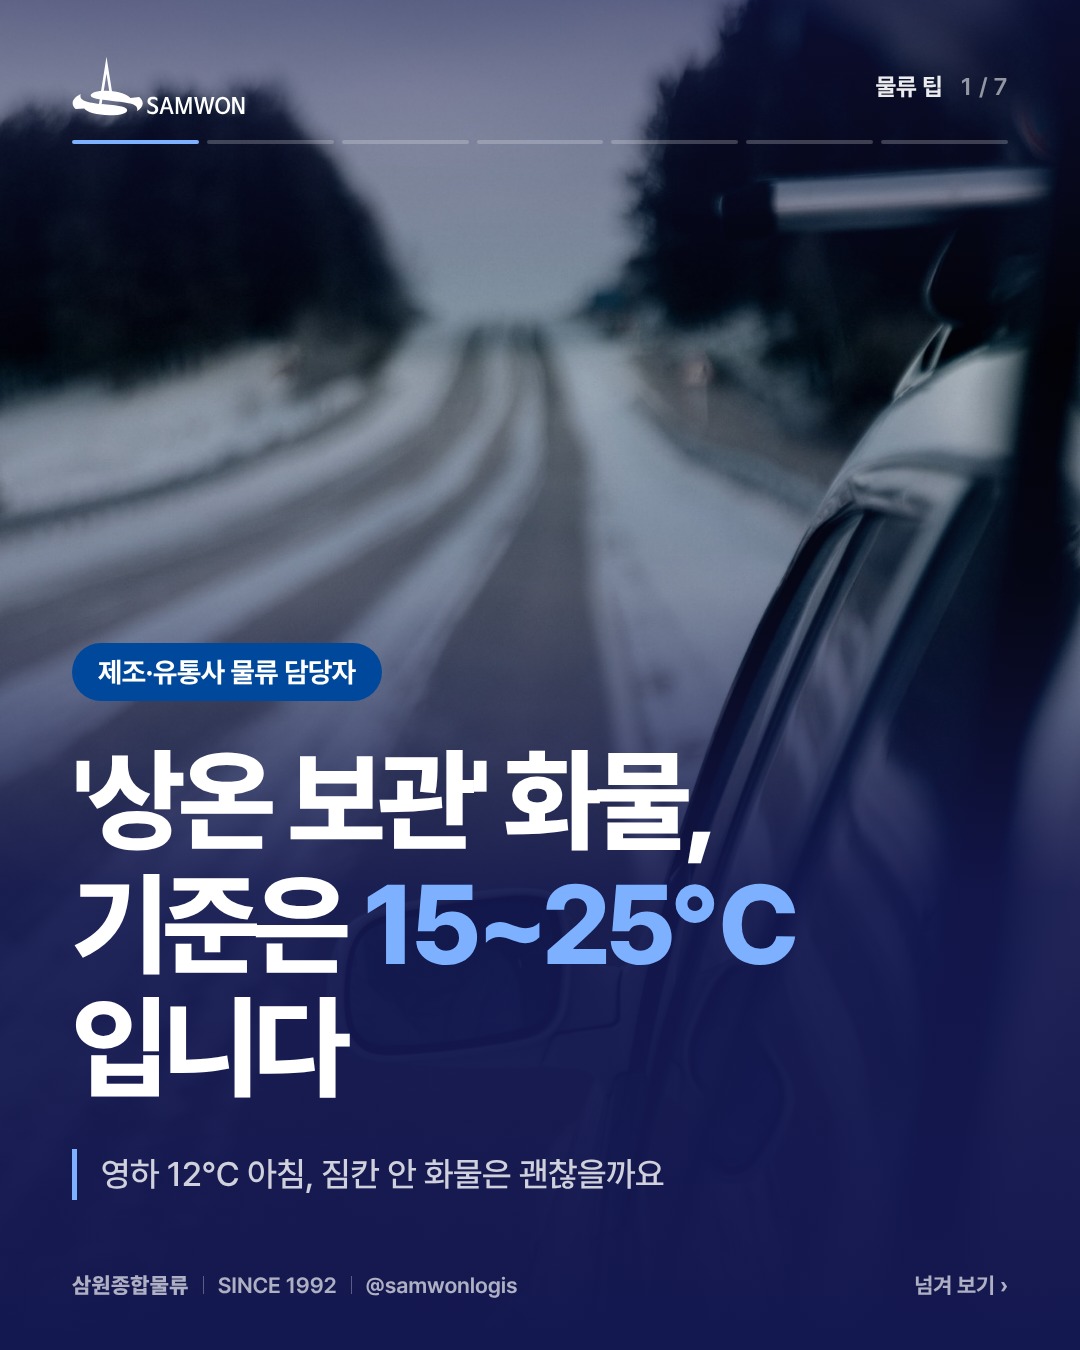 SAMWON
물류 팁 1 / 7
제조·유통사 물류 담당자
'상온 보관' 화물,
기준은 15~25°C
입니다
영하 12°C 아침, 짐칸 안 화물은 괜찮을까요
삼원종합물류 | SINCE 1992 | @samwonlogis
넘겨 보기 ›